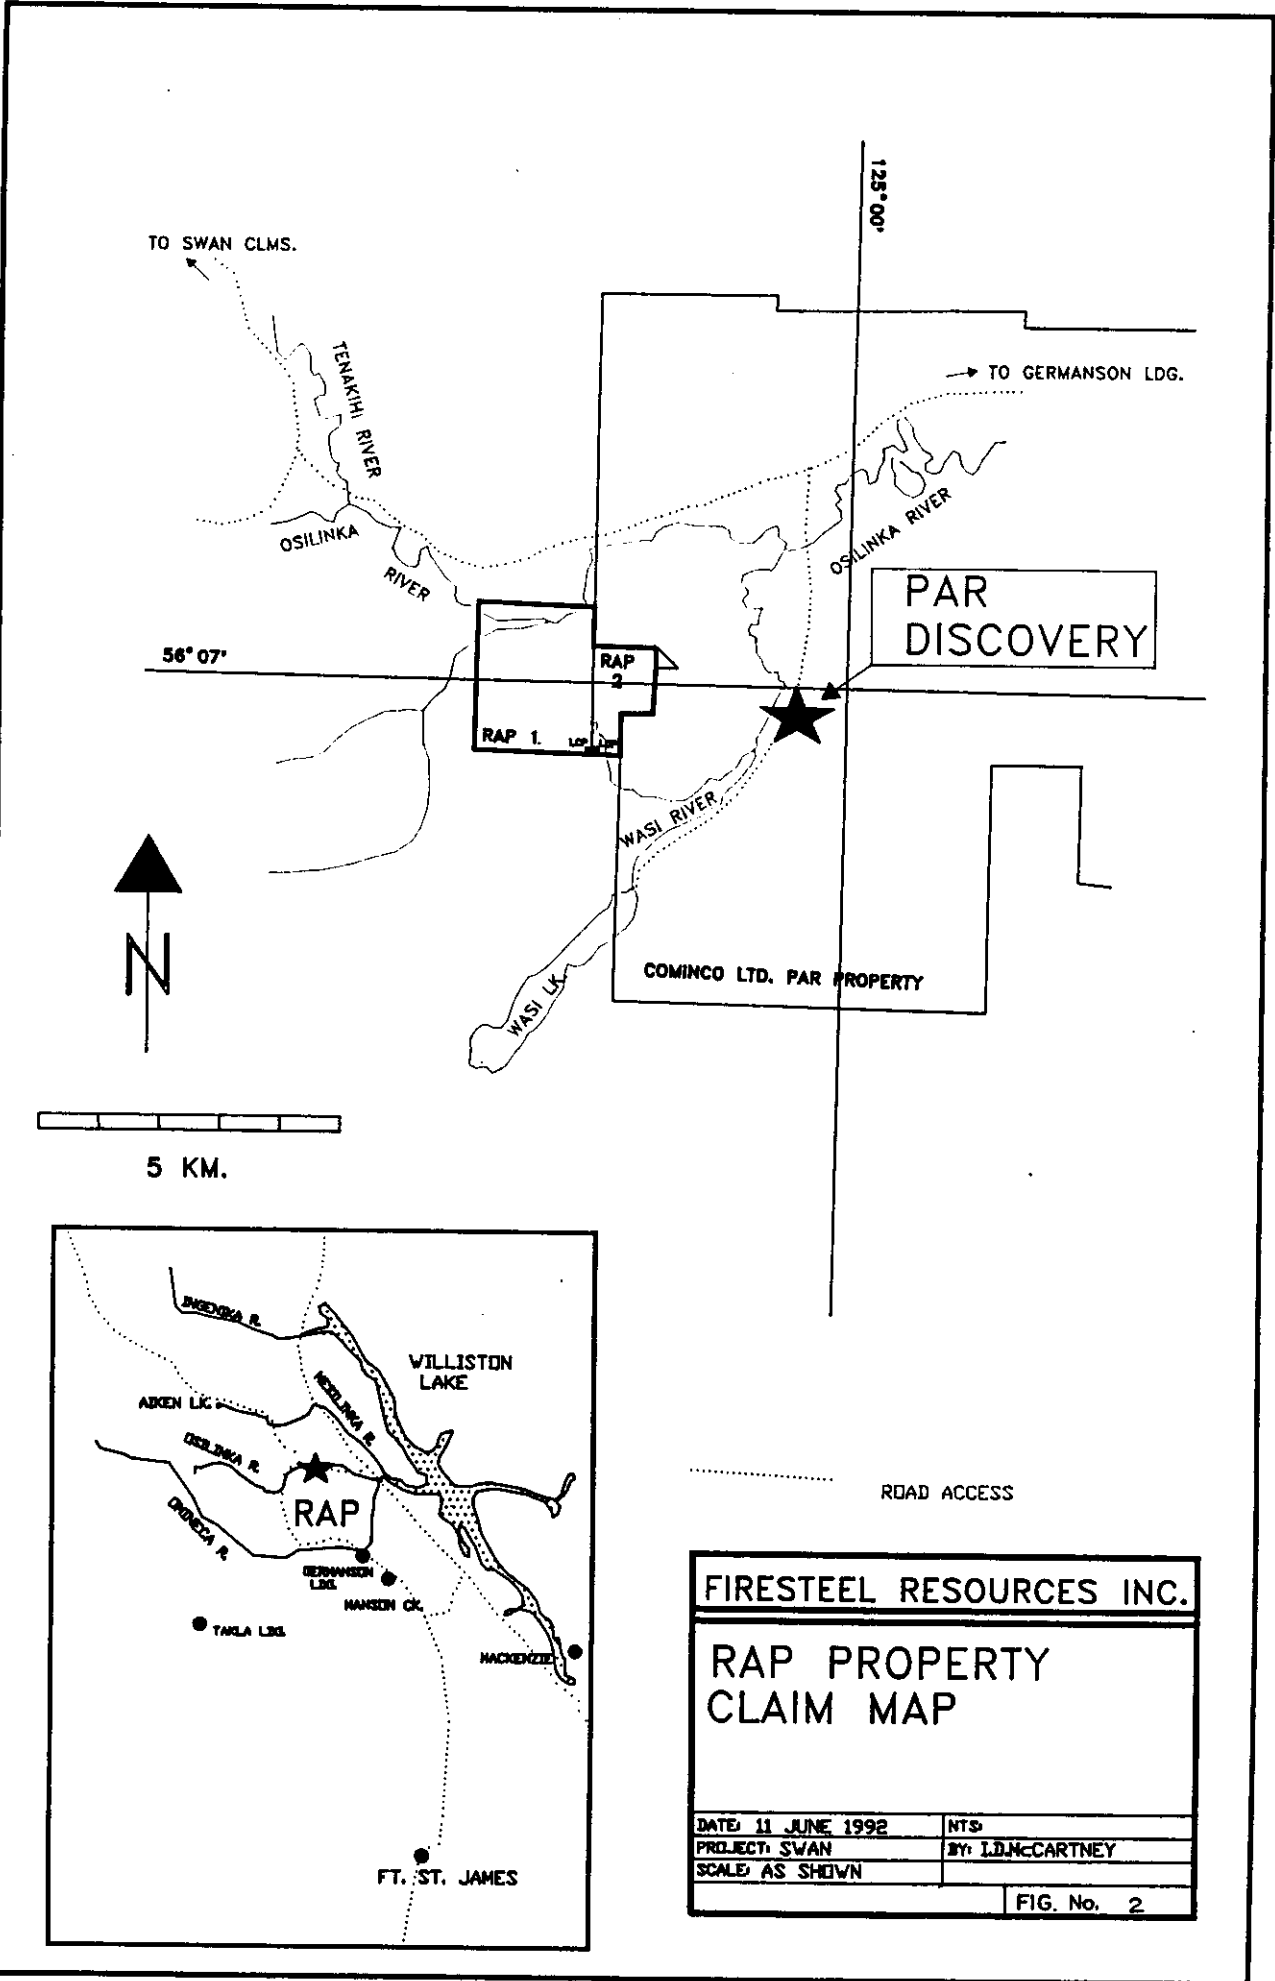 125°00'
TO SWAN CLMS.
TENAKIHI RIVER
TO GERMANSON LDG.
OSILINKA RIVER
OSILINKA
RIVER
PAR
DISCOVERY
56°07'
RAP
2
RAP 1.
LCP
WASI RIVER
N
WASI LK.
COMINCO LTD. PAR PROPERTY
5 KM.
INGENIKA R.
WILLISTON
LAKE
MESILINKA R.
AIKEN LK.
OSILINKA R.
RAP
OMINECA R.
GERMANSON
LDG.
MANSON CK.
TAKLA LDG.
MACKENZIE
FT. ST. JAMES
ROAD ACCESS
FIRESTEEL RESOURCES INC.
RAP PROPERTY
CLAIM MAP
DATE: 11 JUNE 1992
NTS:
PROJECT: SWAN
BY: I.D.McCARTNEY
SCALE: AS SHOWN
FIG. No. 2